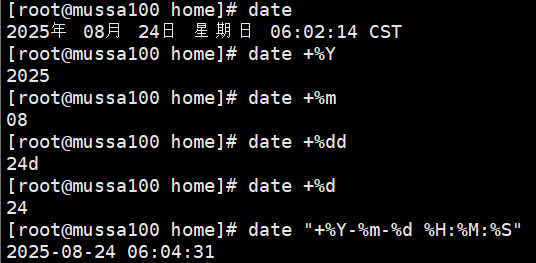 [root@mussa100 home]# date
2025年 08月 24日 星期日 06:02:14 CST
[root@mussa100 home]# date +%Y
2025
[root@mussa100 home]# date +%m
08
[root@mussa100 home]# date +%dd
24d
[root@mussa100 home]# date +%d
24
[root@mussa100 home]# date "+%Y-%m-%d %H:%M:%S"
2025-08-24 06:04:31